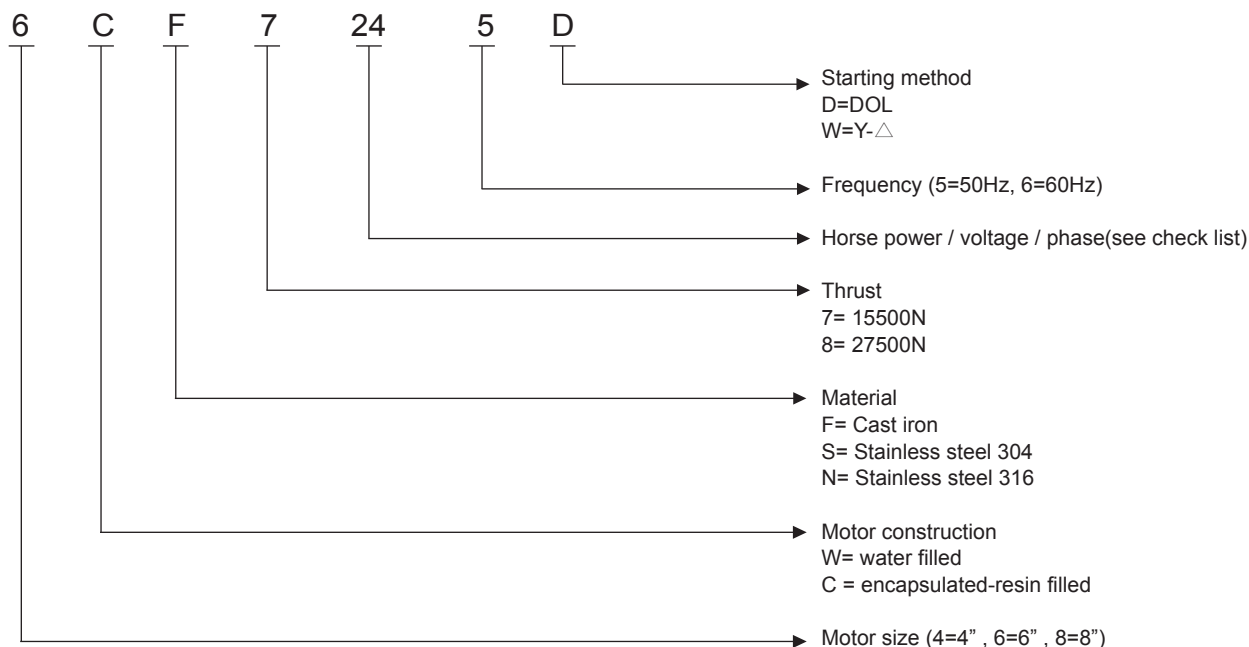 6 C F 7 24 5 D
Starting method
D=DOL
W=Y-△
Frequency (5=50Hz, 6=60Hz)
Horse power / voltage / phase(see check list)
Thrust
7= 15500N
8= 27500N
Material
F= Cast iron
S= Stainless steel 304
N= Stainless steel 316
Motor construction
W= water filled
C = encapsulated-resin filled
Motor size (4=4” , 6=6” , 8=8”)